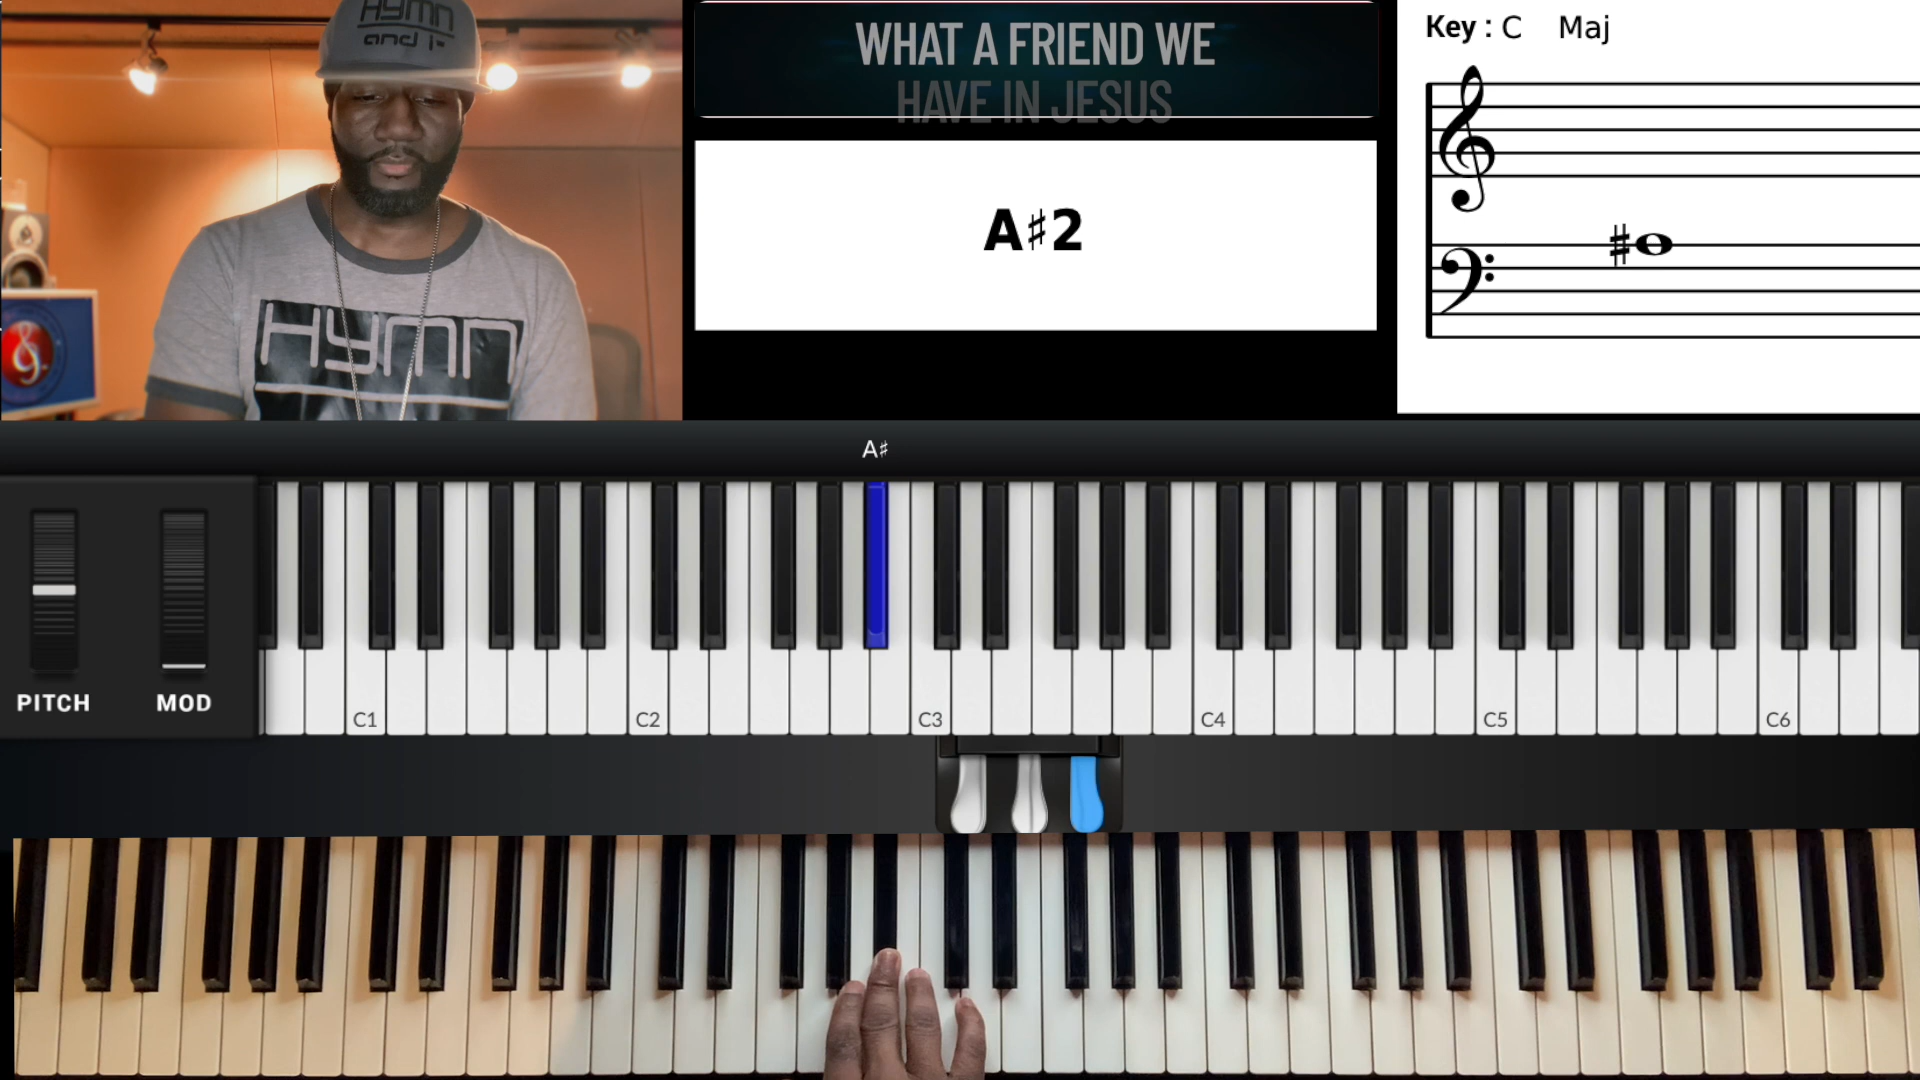 HYMN
and i-
HYMN
WHAT A FRIEND WE
HAVE IN JESUS
A♯2
Key : C Maj
A♯
PITCH
MOD
C1
C2
C3
C4
C5
C6